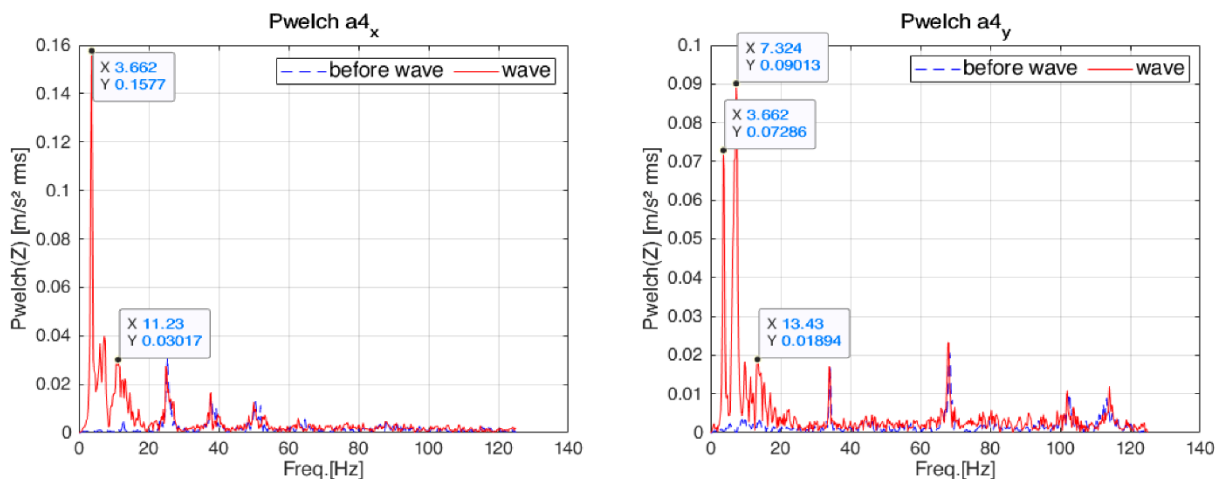 Pwelch a4x
0.16
0.14
0.12
0.1
0.08
0.06
0.04
0.02
0
Pwelch(Z) [m/s² rms]
X 3.662
Y 0.1577
before wave
wave
X 11.23
Y 0.03017
0 20 40 60 80 100 120 140
Freq.[Hz]
Pwelch a4y
0.1
0.09
0.08
0.07
0.06
0.05
0.04
0.03
0.02
0.01
0
Pwelch(Z) [m/s² rms]
X 7.324
Y 0.09013
before wave
wave
X 3.662
Y 0.07286
X 13.43
Y 0.01894
0 20 40 60 80 100 120 140
Freq.[Hz]